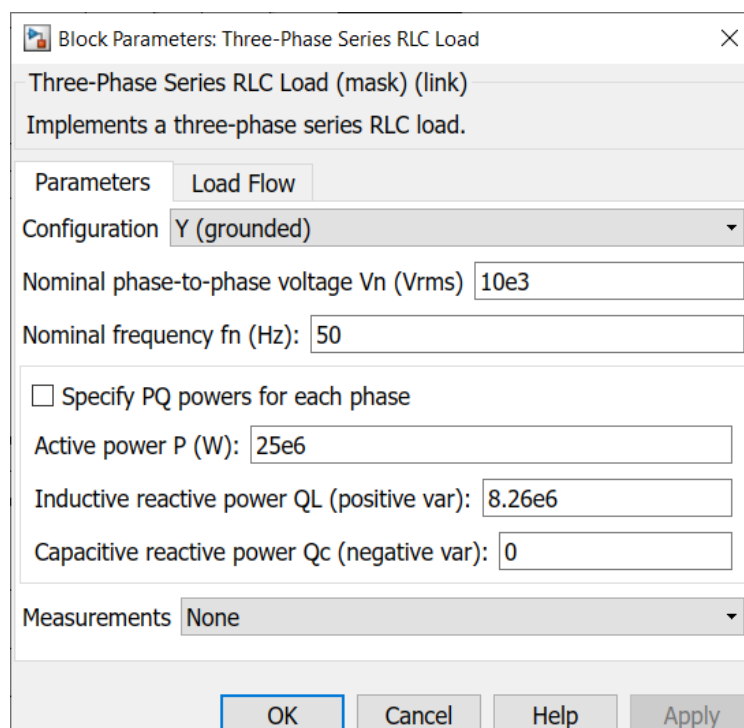 Block Parameters: Three-Phase Series RLC Load
Three-Phase Series RLC Load (mask) (link)
Implements a three-phase series RLC load.
Parameters Load Flow
Configuration Y (grounded)
Nominal phase-to-phase voltage Vn (Vrms) 10e3
Nominal frequency fn (Hz): 50
Specify PQ powers for each phase
Active power P (W): 25e6
Inductive reactive power QL (positive var): 8.26e6
Capacitive reactive power Qc (negative var): 0
Measurements None
OK Cancel Help Apply